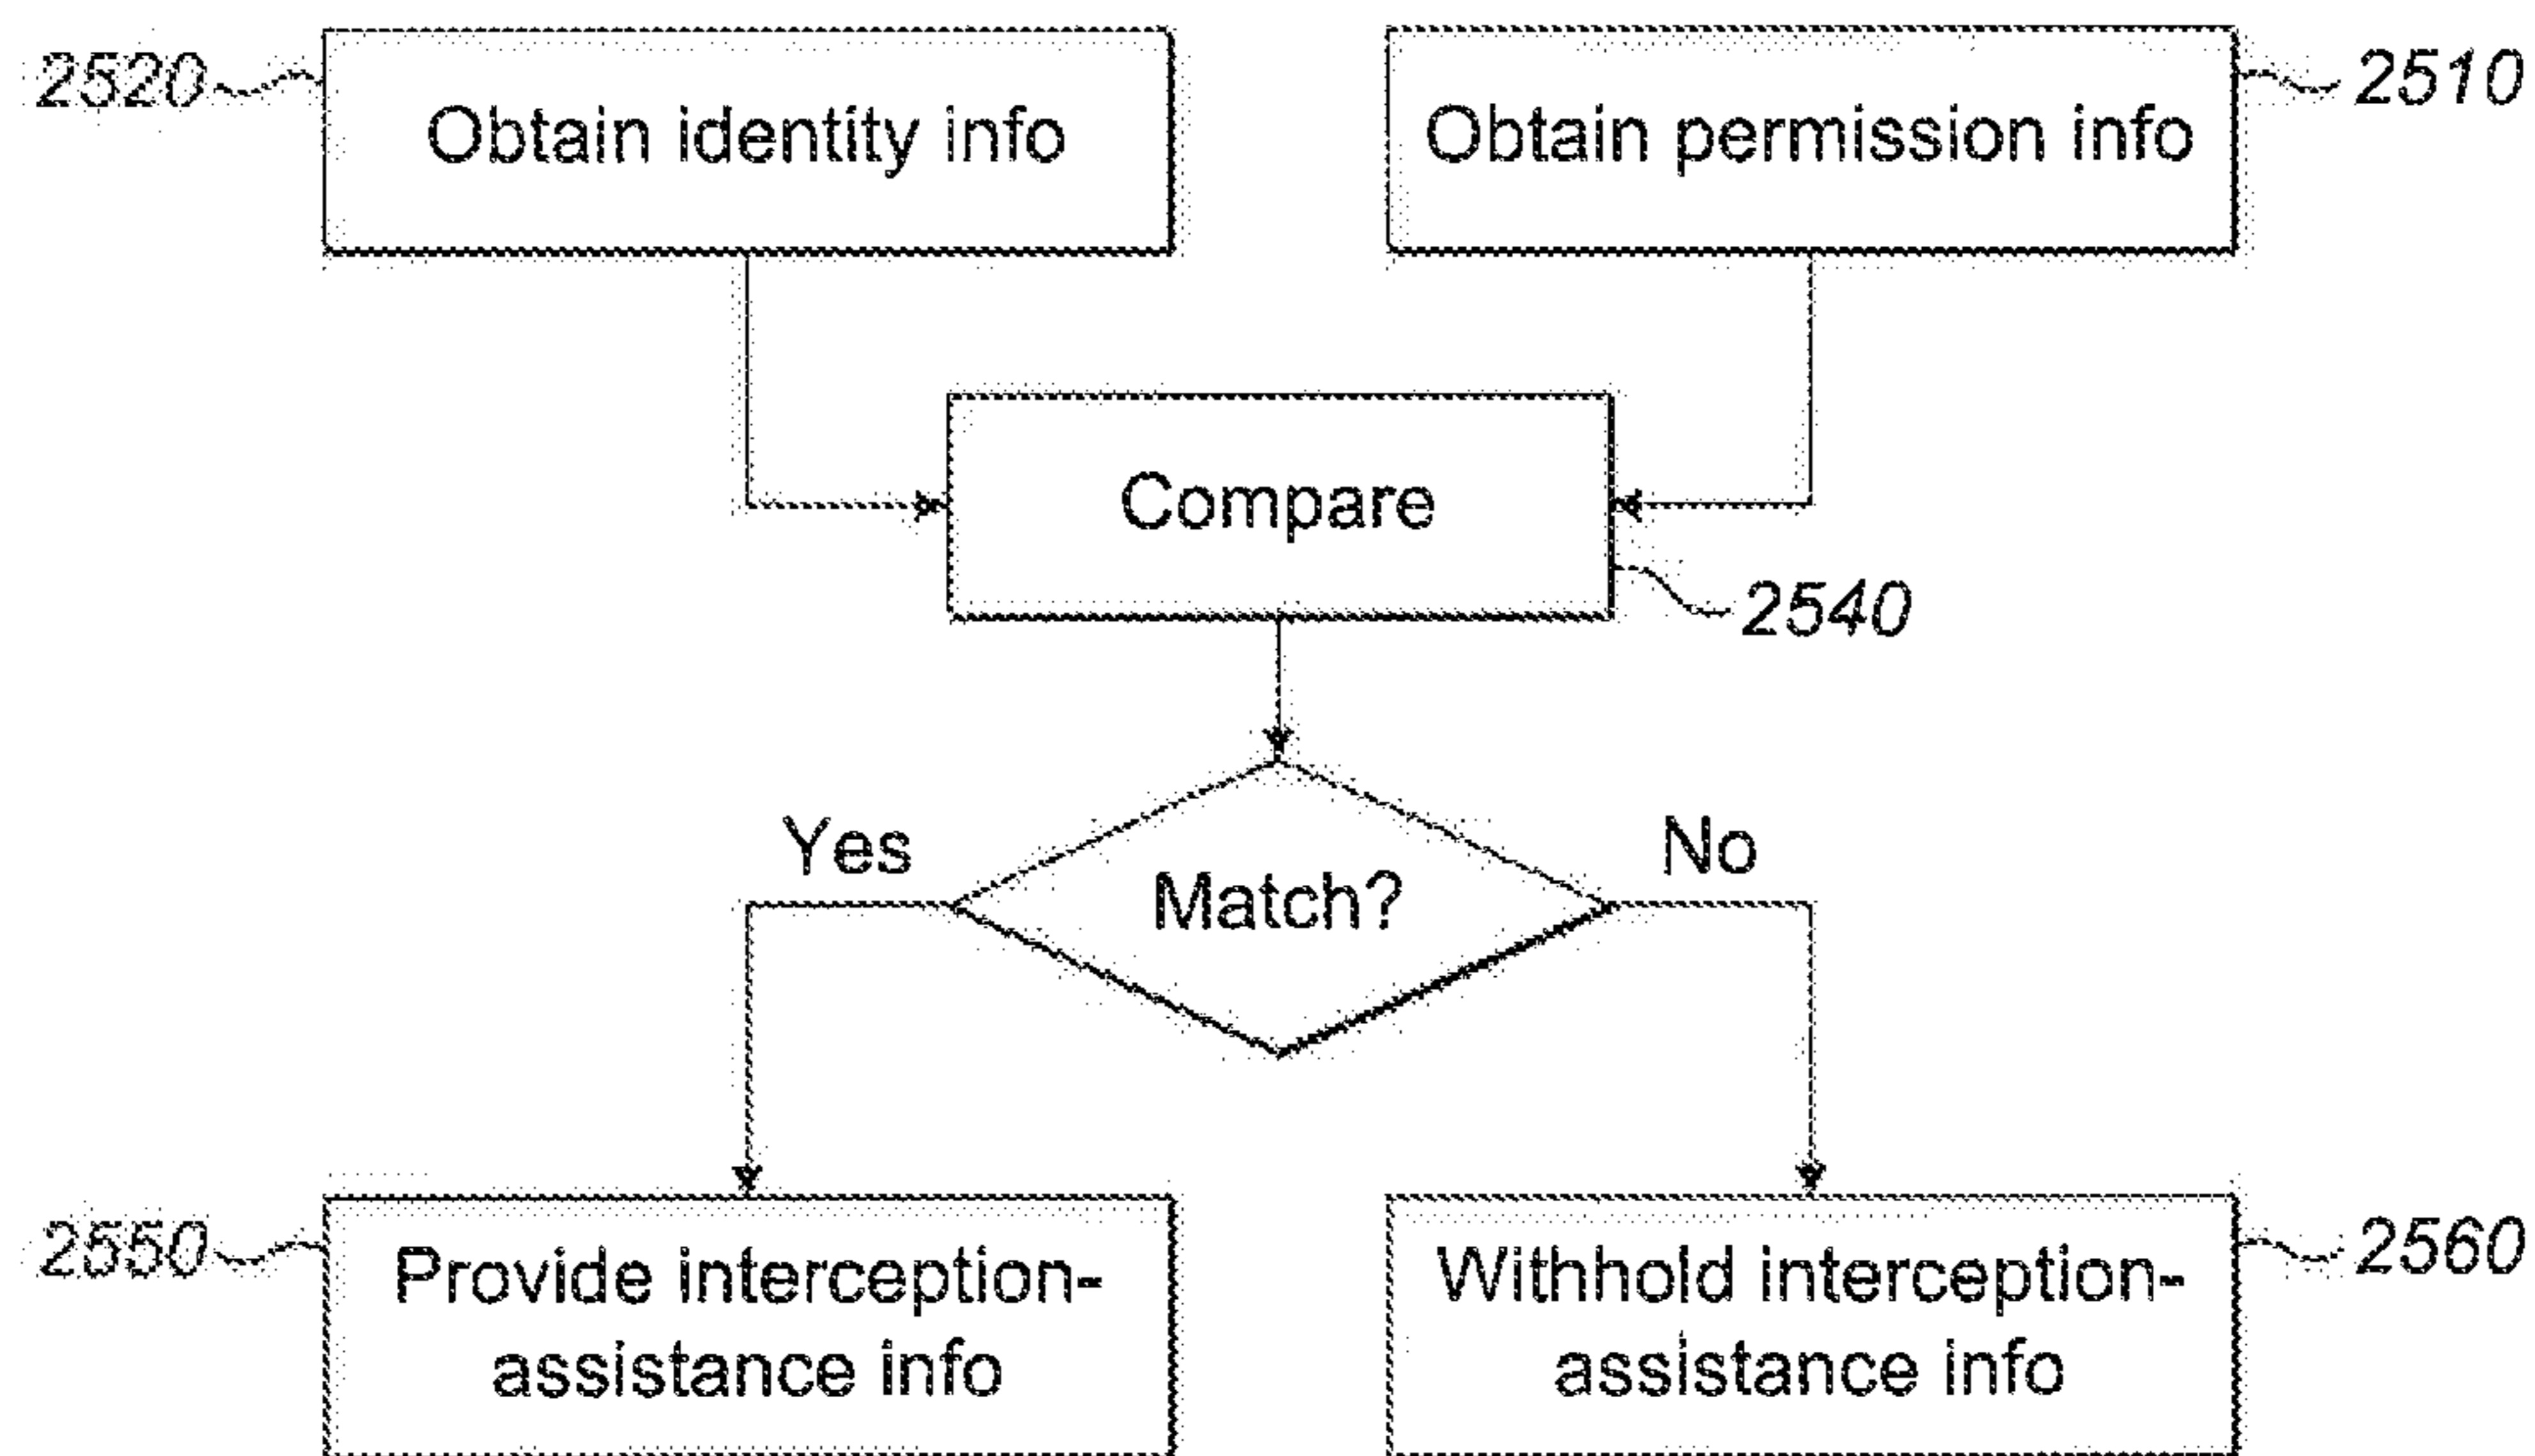 2520
Obtain identity info
Obtain permission info
2510
Compare
2540
Yes
No
Match?
2550
Provide interception-
assistance info
Withhold interception-
assistance info
2560